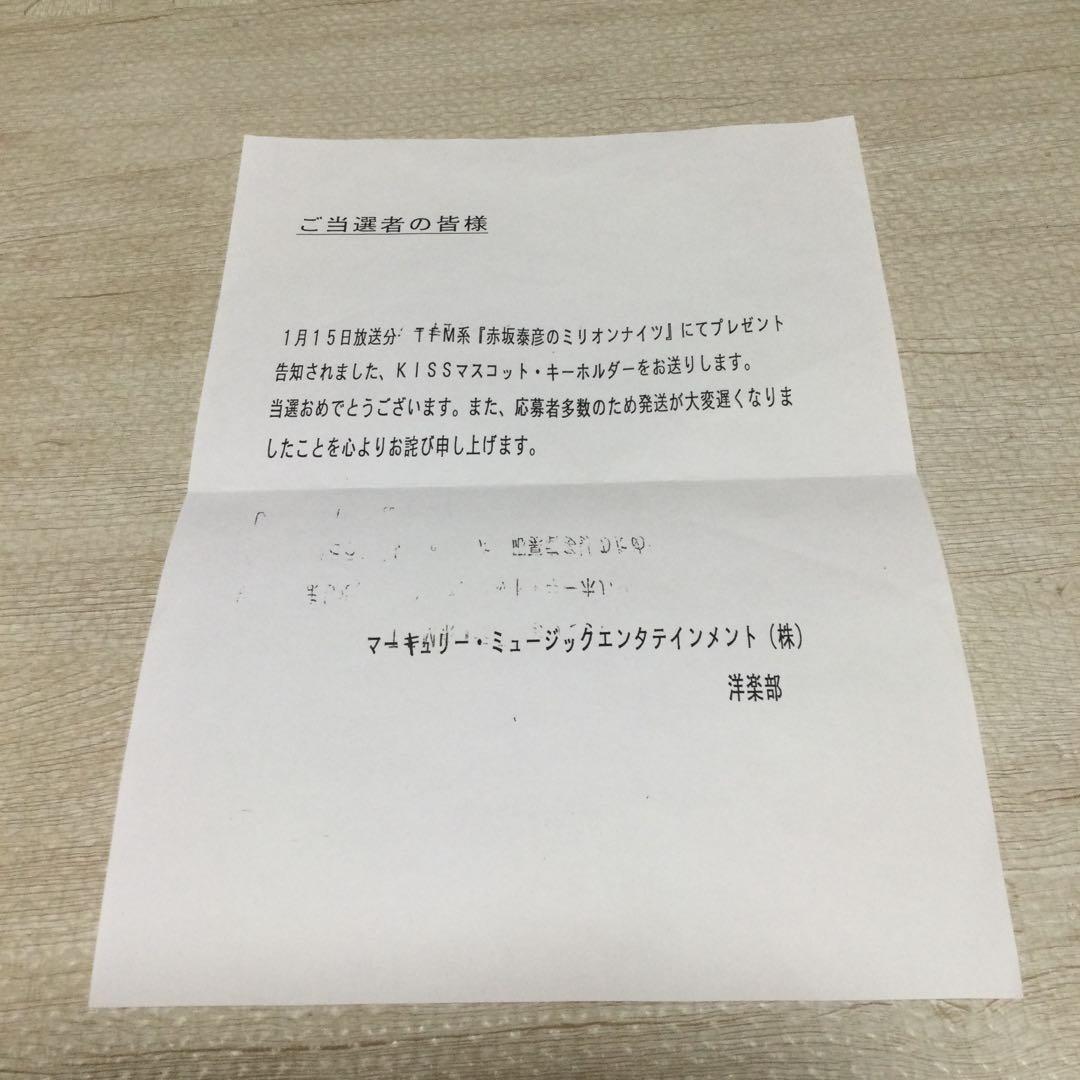 ご当選者の皆様
1月15日放送分 TFM系『赤坂泰彦のミリオンナイツ』にてプレゼント
告知されました、KISSマスコット・キーホルダーをお送りします。
当選おめでとうございます。また、応募者多数のため発送が大変遅くなりま
したことを心よりお詫び申し上げます。
マーキュリー・ミュージックエンタテインメント(株)
洋楽部